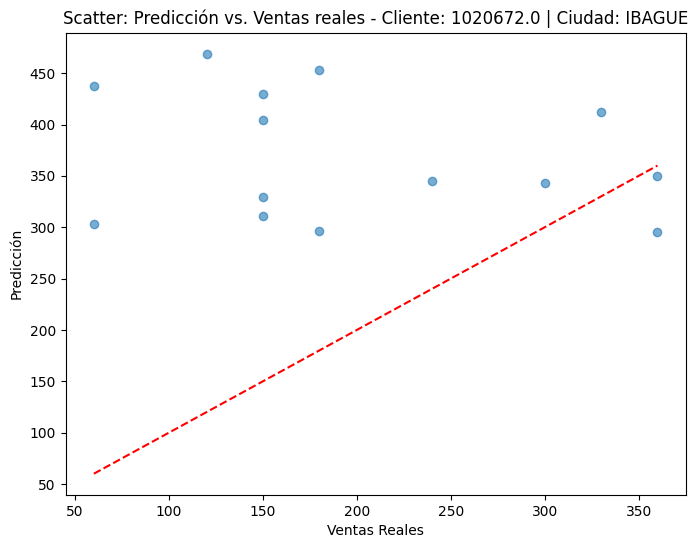 Scatter: Predicción vs. Ventas reales - Cliente: 1020672.0 | Ciudad: IBAGUE
450
400
350
300
250
200
150
100
50
Predicción
50 100 150 200 250 300 350
Ventas Reales